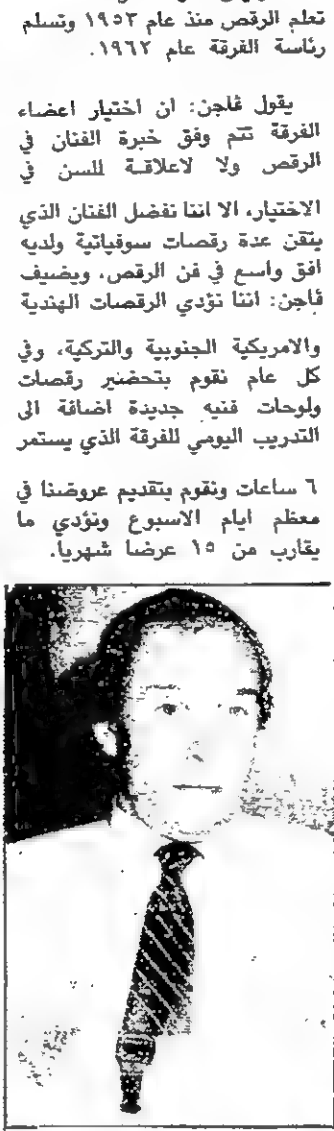 تعلم الرقص منذ عام ١٩٥٣ وتسلم
رئاسة الفرقة عام ١٩٦٢.
يقول فاجن: ان اختيار اعضاء
الفرقة تتم وفق خبرة الفنان في
الرقص ولا لاعلاقة للسن في
الاختيار، الا اننا نفضل الفنان الذي
يتقن عدة رقصات سوفياتية ولديه
افق واسع في فن الرقص، ويضيف
فاجن: اننا نؤدي الرقصات الهندية
والامريكية الجنوبية والتركية، وفي
كل عام نقوم بتحضير رقصات
ولوحات فنيه جديدة اضافة الى
التدريب اليومي للفرقة الذي يستمر
٦ ساعات ونقوم بتقديم عروضنا في
معظم ايام الاسبوع ونؤدي ما
يقارب من ١٥ عرضا شهريا.